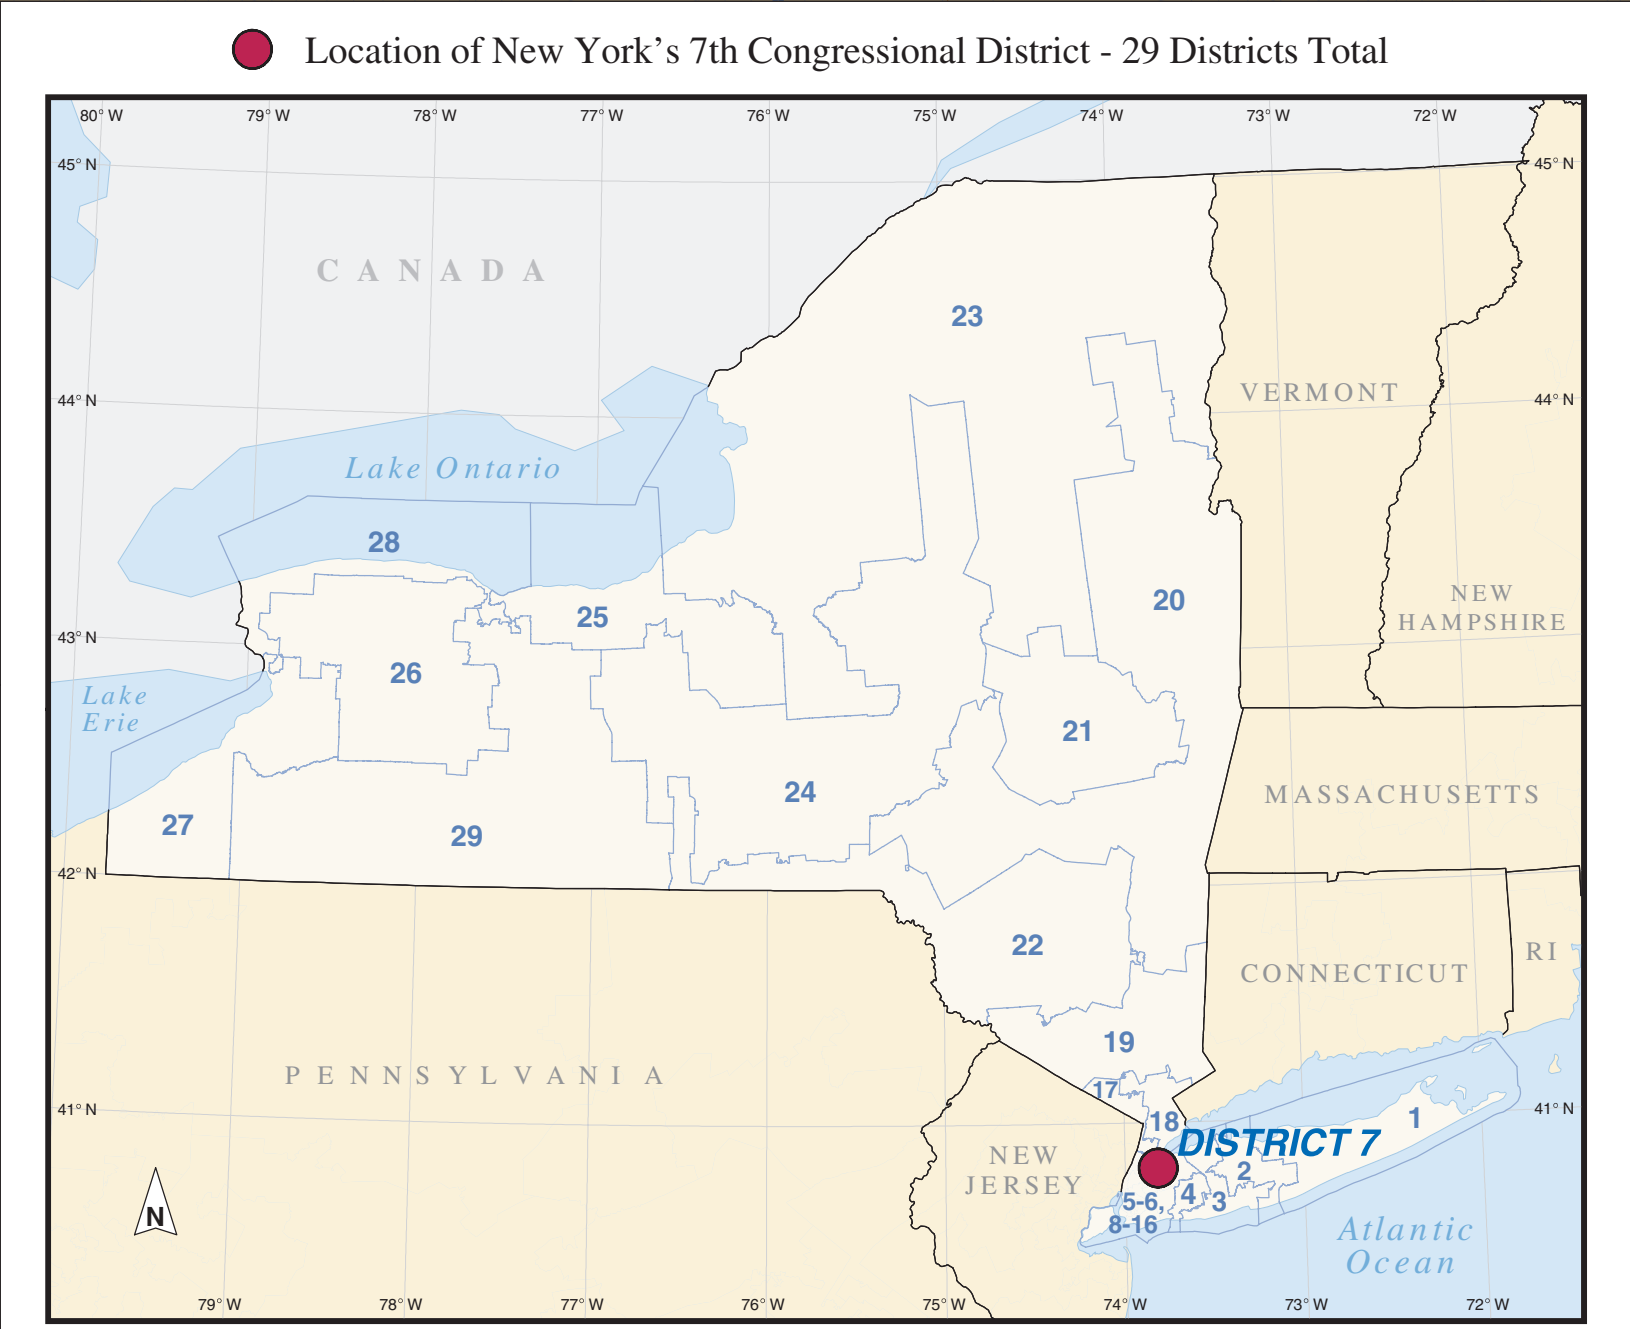 Location of New York’s 7th Congressional District - 29 Districts Total
80° W 79° W 78° W 77° W 76° W 75° W 74° W 73° W 72° W
45° N 45° N
CANADA
23
44° N VERMONT 44° N
Lake Ontario
28
NEW
HAMPSHIRE
20
25
43° N
26
Lake
Erie
21
24
MASSACHUSETTS
27
29
42° N
22
RI
CONNECTICUT
19
PENNSYLVANIA
17
41° N 41° N
1
18
DISTRICT 7
NEW
JERSEY
2
4
3
5-6,
8-16
N
Atlantic
Ocean
79° W 78° W 77° W 76° W 75° W 74° W 73° W 72° W